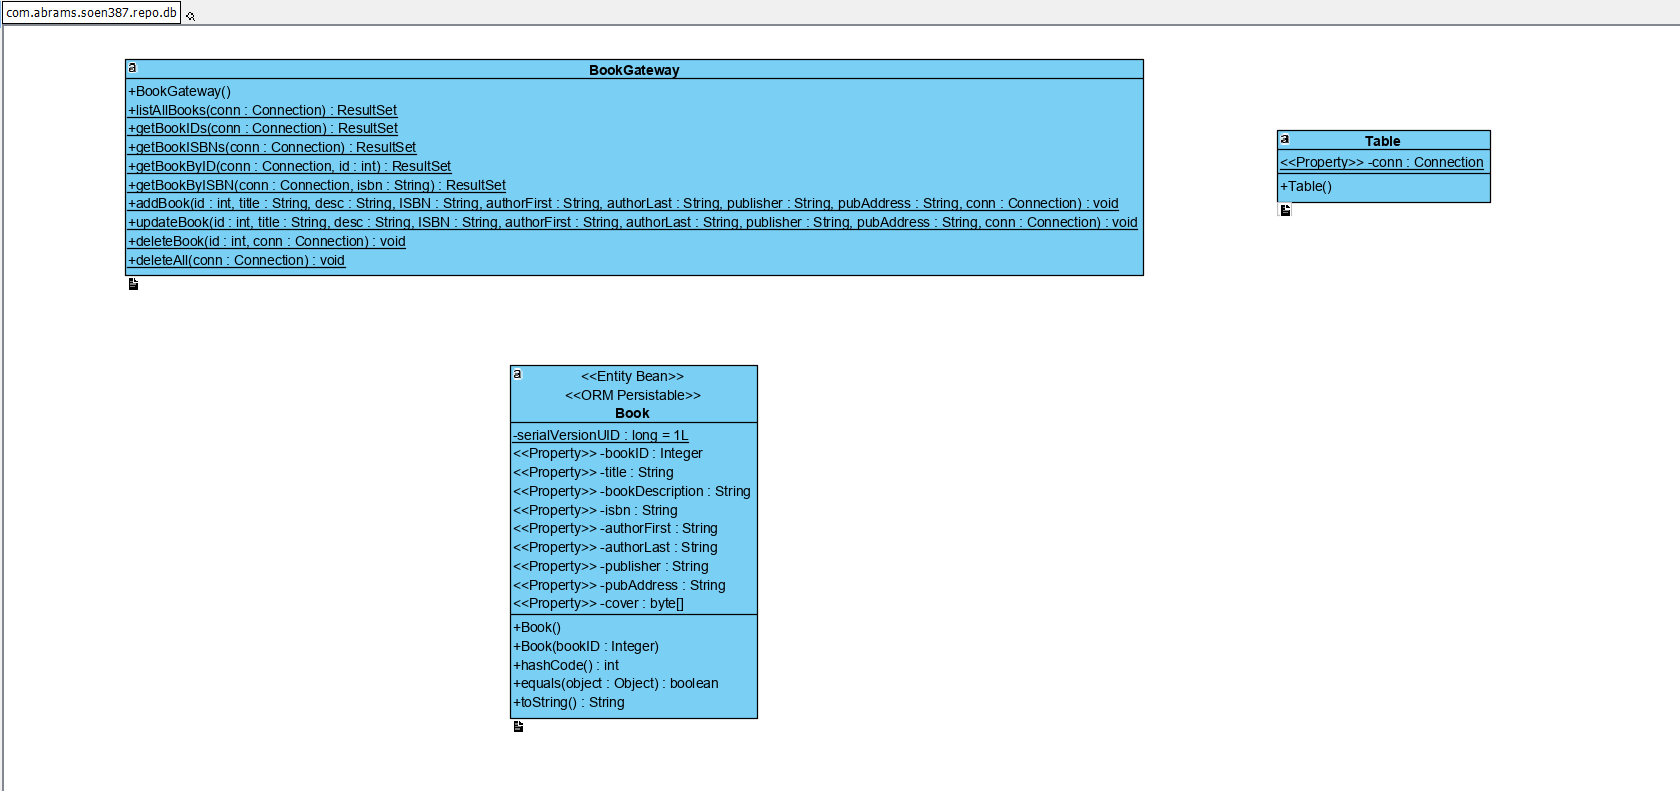 com.abrams.soen387.repo.db
a
BookGateway
+BookGateway()
+listAllBooks(conn : Connection) : ResultSet
+getBookIDs(conn : Connection) : ResultSet
+getBookISBNs(conn : Connection) : ResultSet
+getBookByID(conn : Connection, id : int) : ResultSet
+getBookByISBN(conn : Connection, isbn : String) : ResultSet
+addBook(id : int, title : String, desc : String, ISBN : String, authorFirst : String, authorLast : String, publisher : String, pubAddress : String, conn : Connection) : void
+updateBook(id : int, title : String, desc : String, ISBN : String, authorFirst : String, authorLast : String, publisher : String, pubAddress : String, conn : Connection) : void
+deleteBook(id : int, conn : Connection) : void
+deleteAll(conn : Connection) : void
a
Table
<<Property>> -conn : Connection
+Table()
a
<<Entity Bean>>
<<ORM Persistable>>
Book
-serialVersionUID : long = 1L
<<Property>> -bookID : Integer
<<Property>> -title : String
<<Property>> -bookDescription : String
<<Property>> -isbn : String
<<Property>> -authorFirst : String
<<Property>> -authorLast : String
<<Property>> -publisher : String
<<Property>> -pubAddress : String
<<Property>> -cover : byte[]
+Book()
+Book(bookID : Integer)
+hashCode() : int
+equals(object : Object) : boolean
+toString() : String